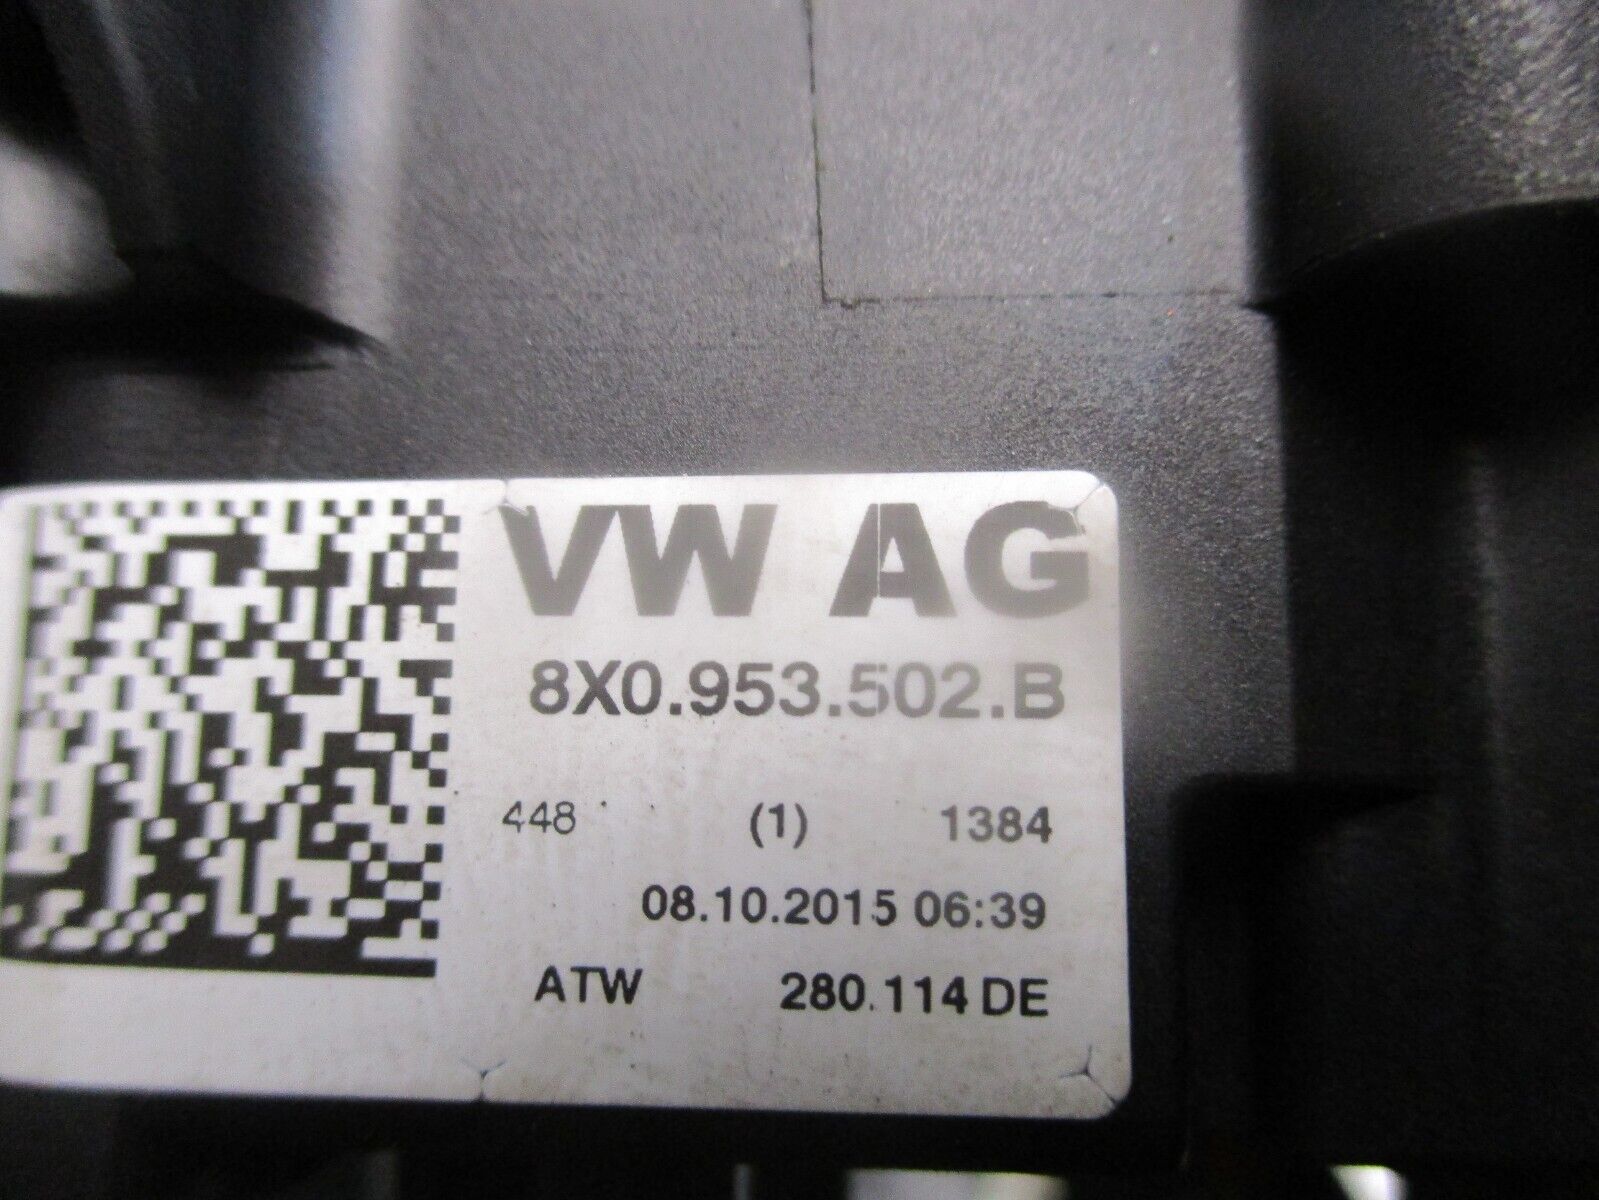 VW AG
8X0.953.502.B
448 (1) 1384
08.10.2015 06:39
ATW 280.114 DE